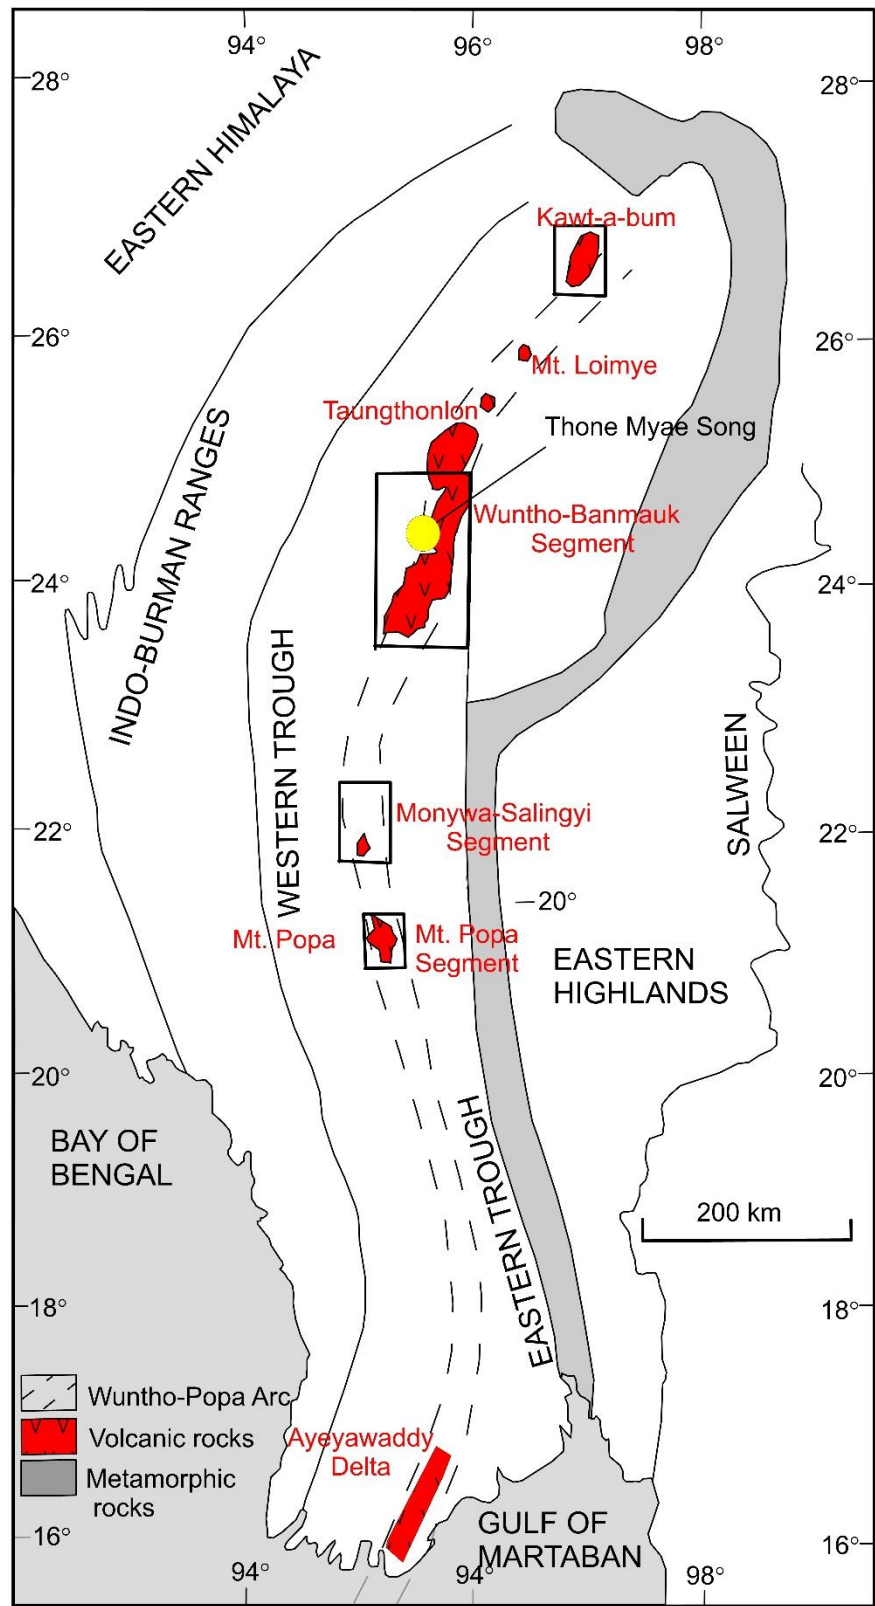 94°
96°
98°
28°
28°
EASTERN HIMALAYA
Kawt-a-bum
26°
26°
Mt. Loimye
Taungthonlon
Thone Myae Song
Wuntho-Banmauk
Segment
INDO-BURMAN RANGES
24°
24°
WESTERN TROUGH
SALWEEN
Monywa-Salingyi
Segment
22°
22°
20°
Mt. Popa
Mt. Popa
Segment
EASTERN
HIGHLANDS
20°
20°
BAY OF
BENGAL
EASTERN TROUGH
200 km
18°
18°
Wuntho-Popa Arc
Volcanic rocks
Metamorphic
rocks
Ayeyawaddy
Delta
GULF OF
MARTABAN
16°
16°
94°
94°
98°